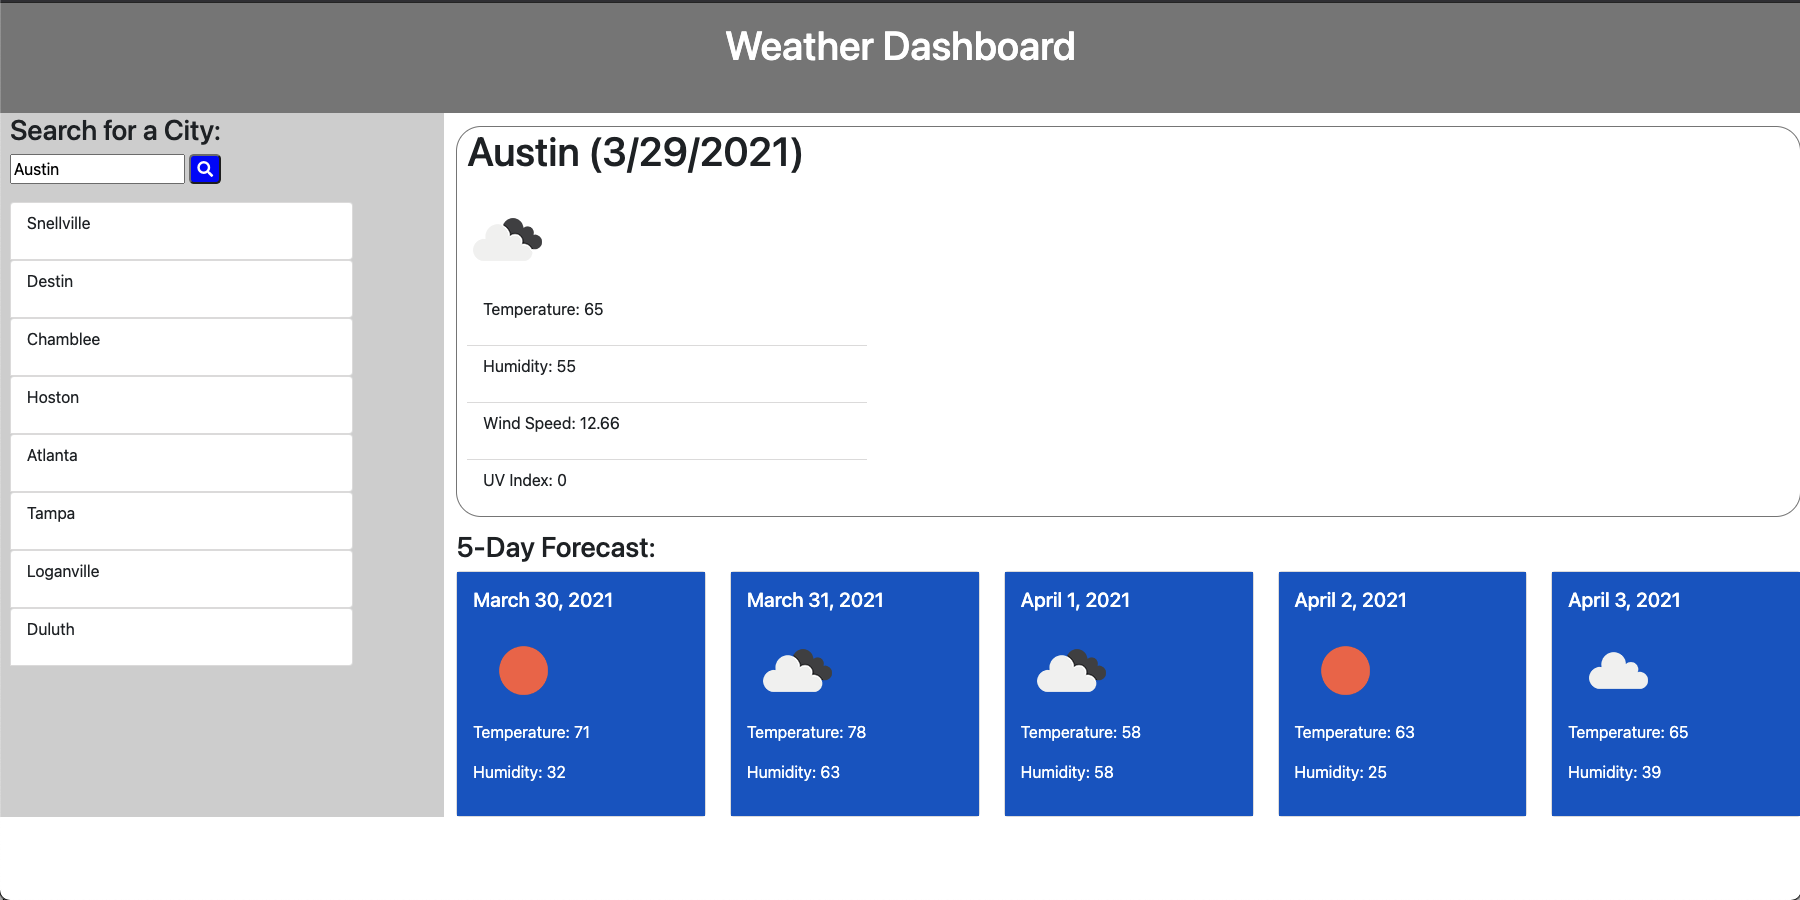 Weather Dashboard
Search for a City:
Austin
Snellville
Destin
Chamblee
Hoston
Atlanta
Tampa
Loganville
Duluth
Austin (3/29/2021)
Temperature: 65
Humidity: 55
Wind Speed: 12.66
UV Index: 0
5-Day Forecast:
March 30, 2021
Temperature: 71
Humidity: 32
March 31, 2021
Temperature: 78
Humidity: 63
April 1, 2021
Temperature: 58
Humidity: 58
April 2, 2021
Temperature: 63
Humidity: 25
April 3, 2021
Temperature: 65
Humidity: 39